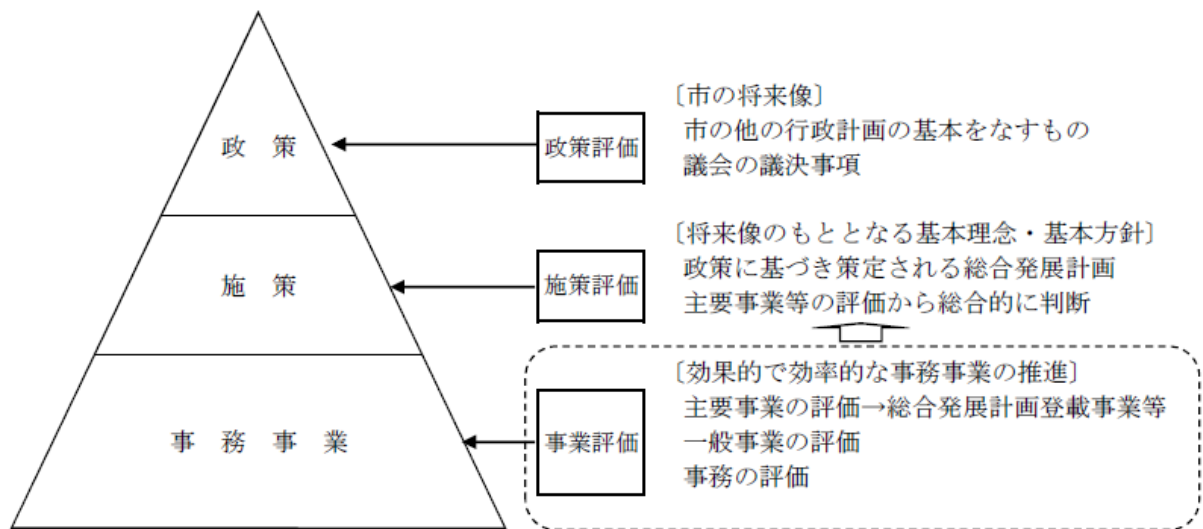 政 策
政策評価
〔市の将来像〕
市の他の行政計画の基本をなすもの
議会の議決事項
施 策
施策評価
〔将来像のもととなる基本理念・基本方針〕
政策に基づき策定される総合発展計画
主要事業等の評価から総合的に判断
事 務 事 業
事業評価
〔効果的で効率的な事務事業の推進〕
主要事業の評価→総合発展計画登載事業等
一般事業の評価
事務の評価